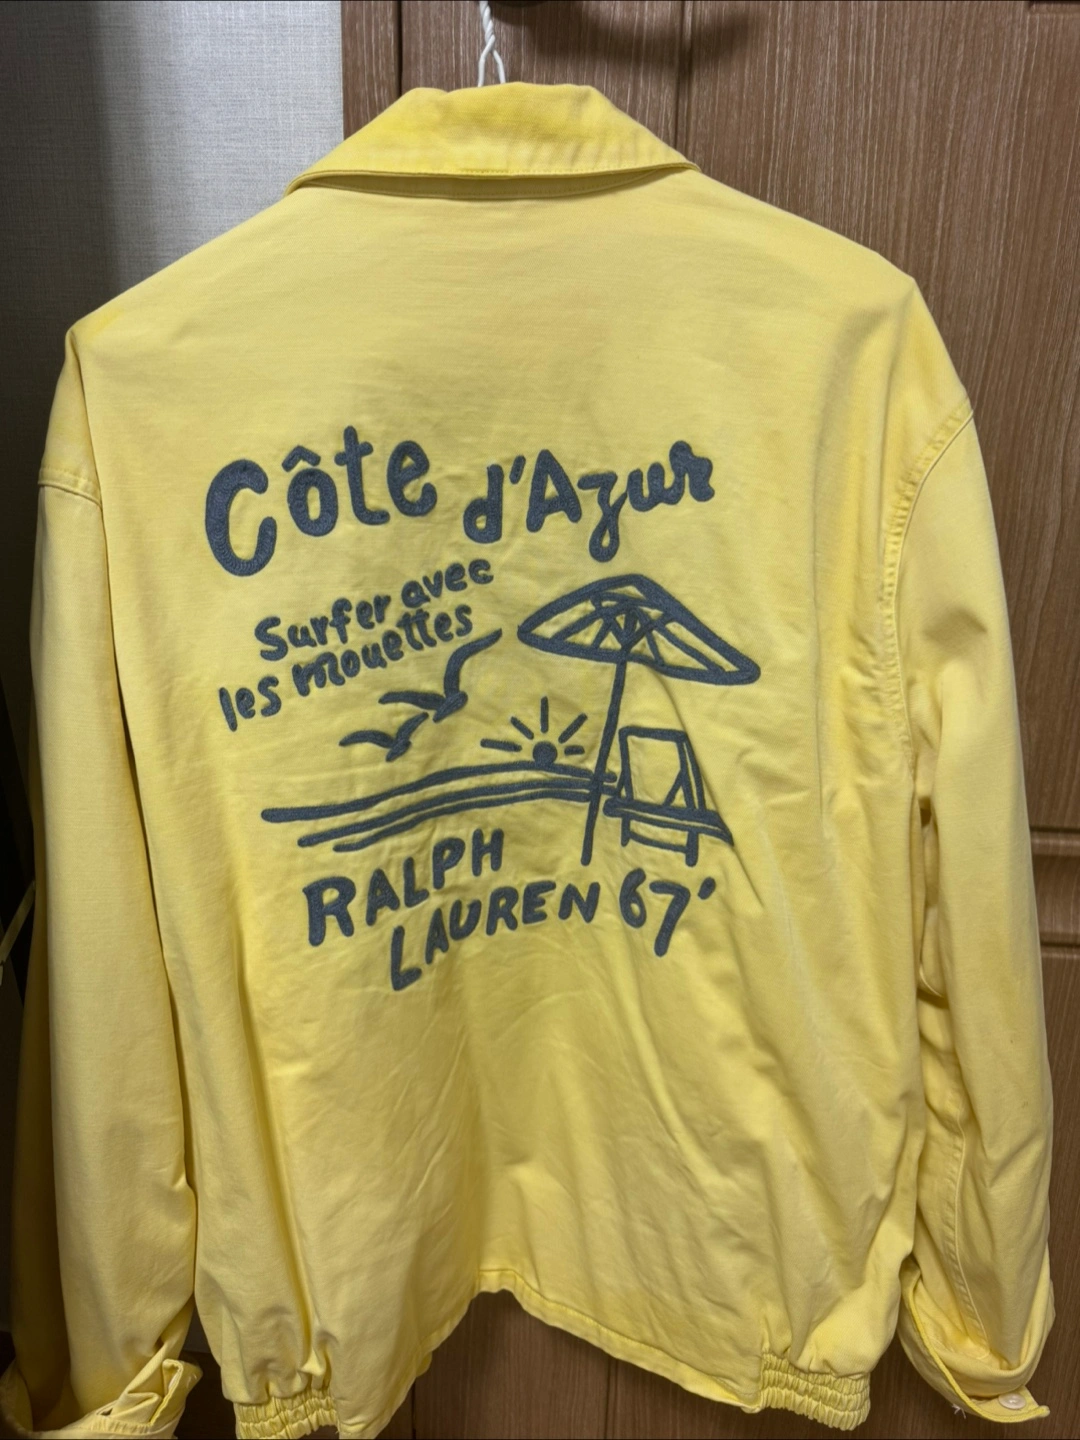 Côte d'Azur
Surfer avec
les mouettes
RALPH
LAUREN 67'